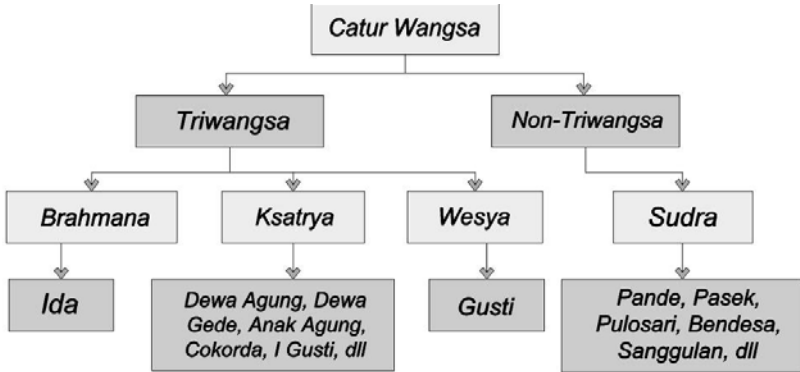 Catur Wangsa
Triwangsa
Non-Triwangsa
Brahmana
Ksatrya
Wesya
Sudra
Ida
Dewa Agung, Dewa
Gede, Anak Agung,
Cokorda, I Gusti, dll
Gusti
Pande, Pasek,
Pulosari, Bendesa,
Sanggulan, dll